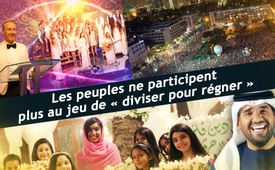 Les peuples ne participent
plus au jeu de « diviser pour régner »